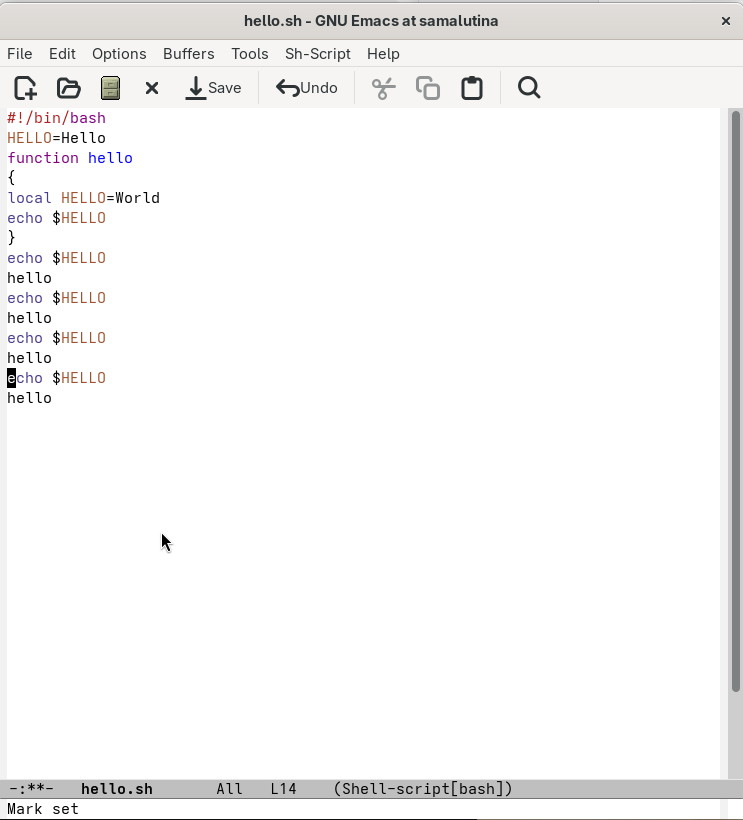 hello.sh - GNU Emacs at samalutina
File Edit Options Buffers Tools Sh-Script Help
Save Undo
#!/bin/bash
HELLO=Hello
function hello
{
local HELLO=World
echo $HELLO
}
echo $HELLO
hello
echo $HELLO
hello
echo $HELLO
hello
echo $HELLO
hello
-:**- hello.sh All L14 (Shell-script[bash])
Mark set